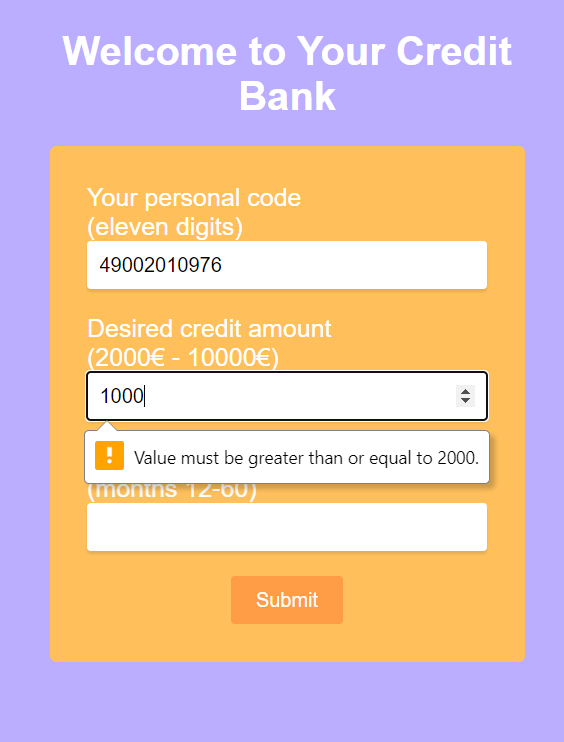 Welcome to Your Credit
Bank
Your personal code
(eleven digits)
49002010976
Desired credit amount
(2000€ - 10000€)
1000
Value must be greater than or equal to 2000.
(months 12-60)
Submit